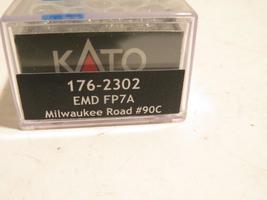 KATO
176-2302
EMD FP7A
Milwaukee Road #90C